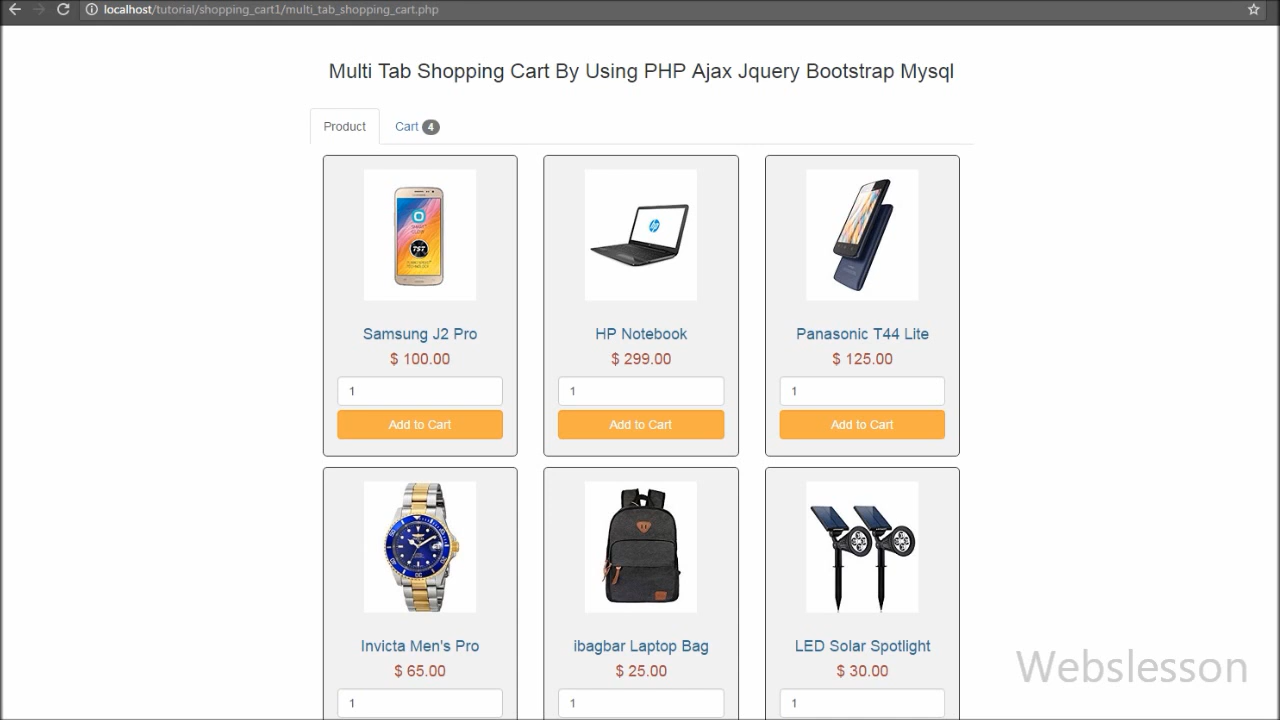 localhost/tutorial/shopping_cart1/multi_tab_shopping_cart.php
Multi Tab Shopping Cart By Using PHP Ajax Jquery Bootstrap Mysql
Product Cart 4
Samsung J2 Pro
$ 100.00
1
Add to Cart
HP Notebook
$ 299.00
1
Add to Cart
Panasonic T44 Lite
$ 125.00
1
Add to Cart
Invicta Men's Pro
$ 65.00
1
ibagbar Laptop Bag
$ 25.00
1
LED Solar Spotlight
$ 30.00
1
Webslesson